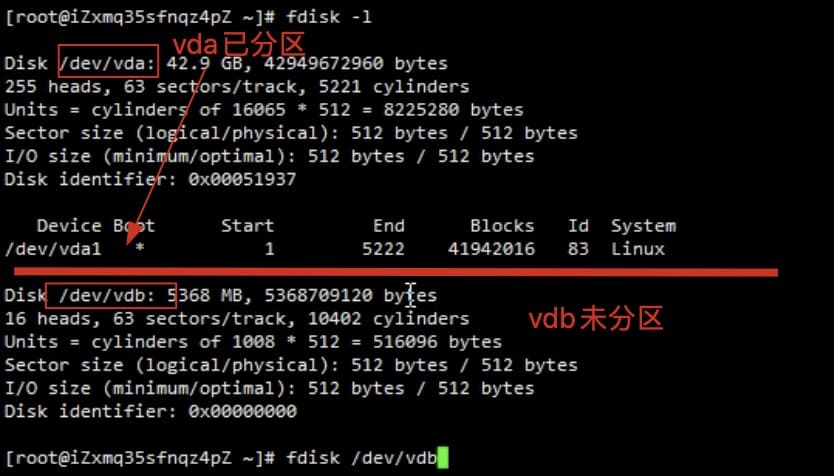 [root@iZxmq35sfnqz4pZ ~]# fdisk -l
vda已分区
Disk /dev/vda: 42.9 GB, 42949672960 bytes
255 heads, 63 sectors/track, 5221 cylinders
Units = cylinders of 16065 * 512 = 8225280 bytes
Sector size (logical/physical): 512 bytes / 512 bytes
I/O size (minimum/optimal): 512 bytes / 512 bytes
Disk identifier: 0x00051937
Device Boot Start End Blocks Id System
/dev/vda1 * 1 5222 41942016 83 Linux
Disk /dev/vdb: 5368 MB, 5368709120 bytes
16 heads, 63 sectors/track, 10402 cylinders
vdb未分区
Units = cylinders of 1008 * 512 = 516096 bytes
Sector size (logical/physical): 512 bytes / 512 bytes
I/O size (minimum/optimal): 512 bytes / 512 bytes
Disk identifier: 0x00000000
[root@iZxmq35sfnqz4pZ ~]# fdisk /dev/vdb